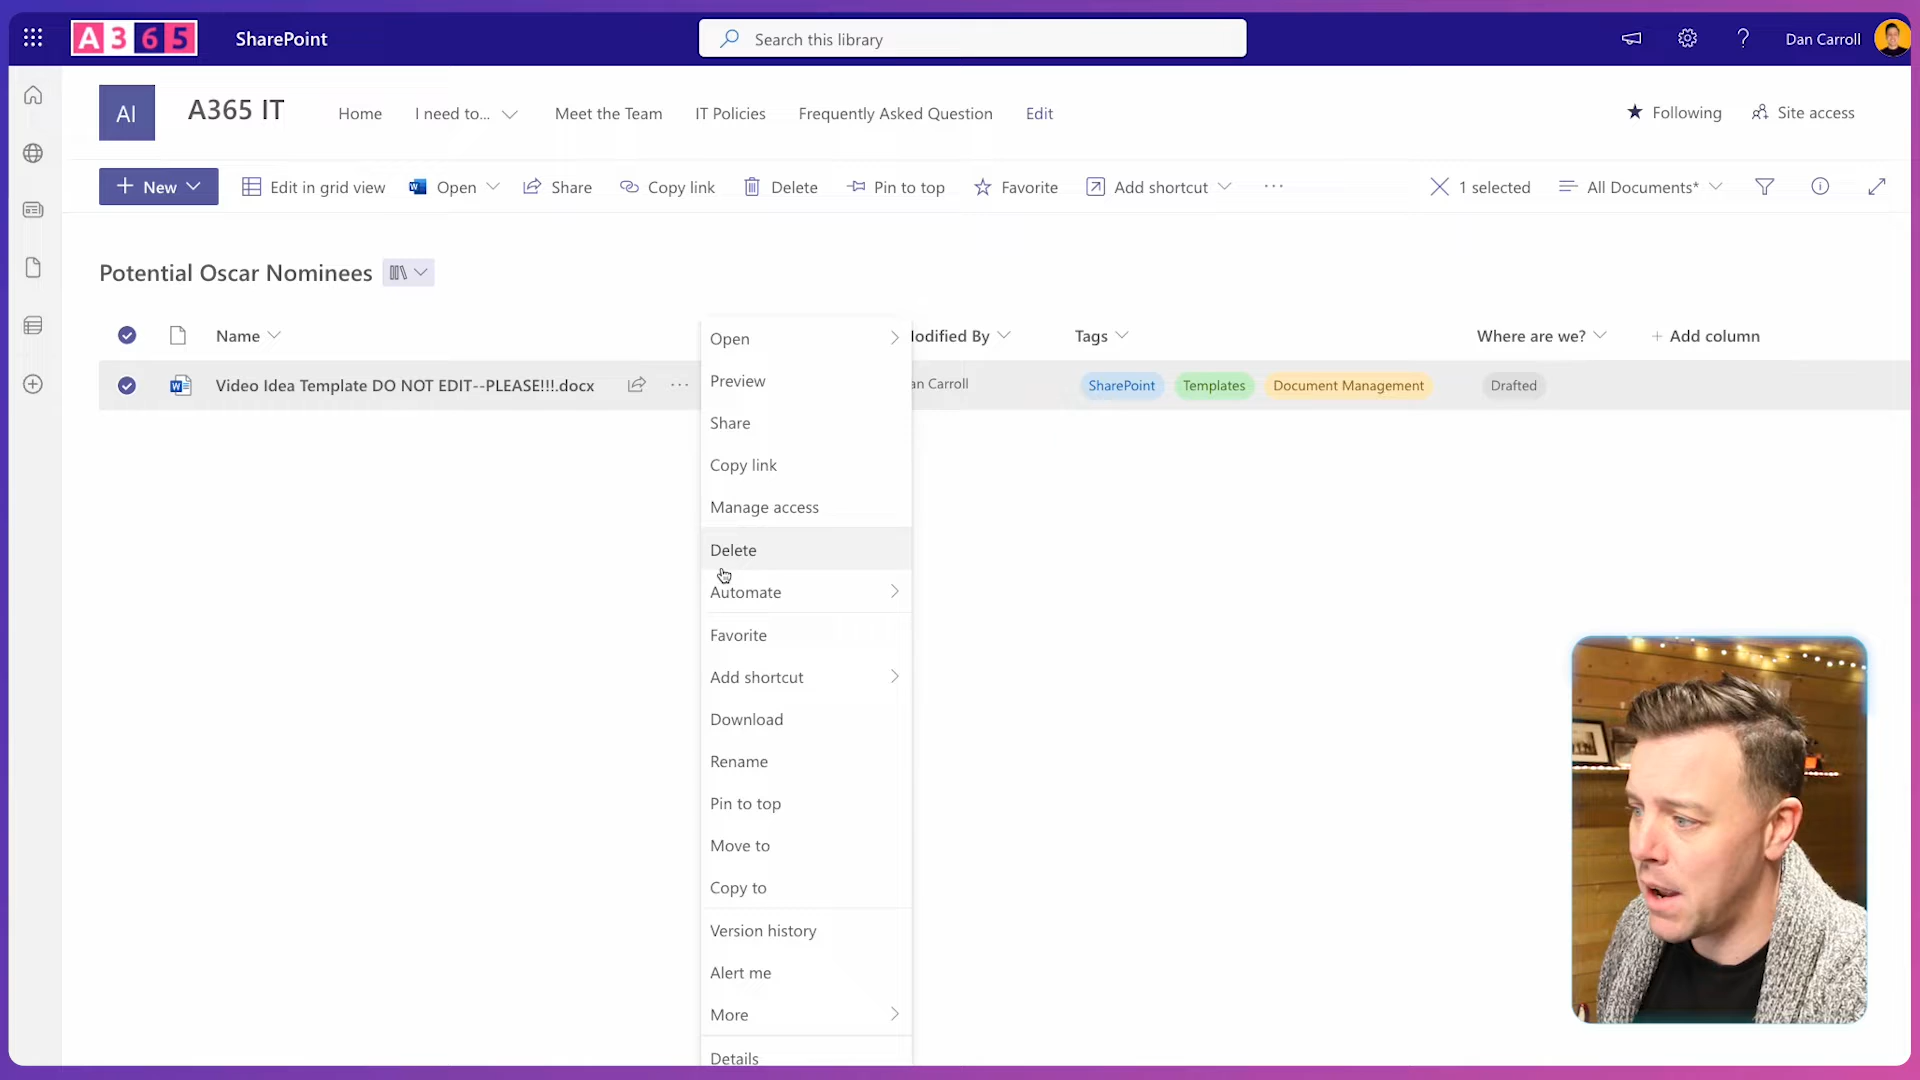 A365
SharePoint
Search this library
Dan Carroll
AI
A365 IT
Home
I need to...
Meet the Team
IT Policies
Frequently Asked Question
Edit
Following
Site access
New
Edit in grid view
Open
Share
Copy link
Delete
Pin to top
Favorite
Add shortcut
1 selected
All Documents*
Potential Oscar Nominees
Name
odified By
Tags
Where are we?
+ Add column
Video Idea Template DO NOT EDIT--PLEASE!!!.docx
an Carroll
SharePoint
Templates
Document Management
Drafted
Open
Preview
Share
Copy link
Manage access
Delete
Automate
Favorite
Add shortcut
Download
Rename
Pin to top
Move to
Copy to
Version history
Alert me
More
Details